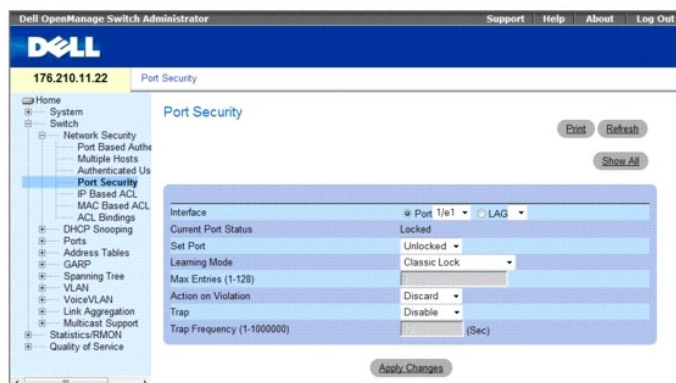 Dell OpenManage Switch Administrator
Support Help About Log Out
DELL
176.210.11.22
Port Security
Home
System
Switch
Network Security
Port Based Authe
Multiple Hosts
Authenticated Us
Port Security
IP Based ACL
MAC Based ACL
ACL Bindings
DHCP Snooping
Ports
Address Tables
GARP
Spanning Tree
VLAN
VoiceVLAN
Link Aggregation
Multicast Support
Statistics/RMON
Quality of Service
Port Security
Print Refresh
Show All
Interface Port 1/e1 LAG
Current Port Status Locked
Set Port Unlocked
Learning Mode Classic Lock
Max Entries (1-128) 1
Action on Violation Discard
Trap Disable
Trap Frequency (1-1000000) 10 (Sec)
Apply Changes